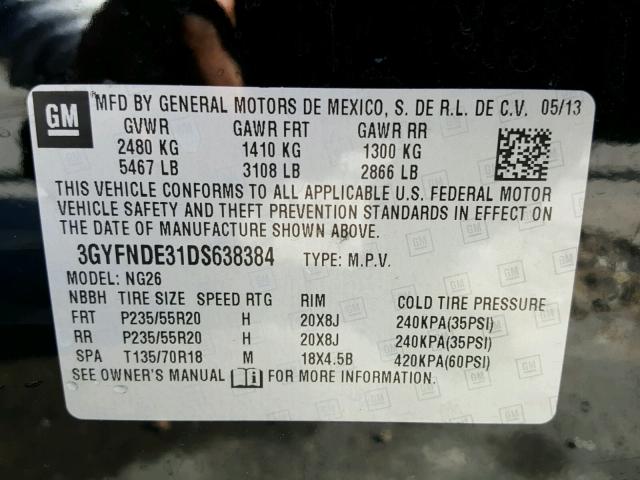 GM MFD BY GENERAL MOTORS DE MEXICO, S. DE R.L. DE C.V. 05/13
GVWR GAWR FRT GAWR RR
2480 KG 1410 KG 1300 KG
5467 LB 3108 LB 2866 LB
THIS VEHICLE CONFORMS TO ALL APPLICABLE U.S. FEDERAL MOTOR
VEHICLE SAFETY AND THEFT PREVENTION STANDARDS IN EFFECT ON
THE DATE OF MANUFACTURE SHOWN ABOVE.
3GYFNDE31DS638384 TYPE: M.P.V.
MODEL: NG26
NBBH TIRE SIZE SPEED RTG RIM COLD TIRE PRESSURE
FRT P235/55R20 H 20X8J 240KPA(35PSI)
RR P235/55R20 H 20X8J 240KPA(35PSI)
SPA T135/70R18 M 18X4.5B 420KPA(60PSI)
SEE OWNER'S MANUAL FOR MORE INFORMATION.